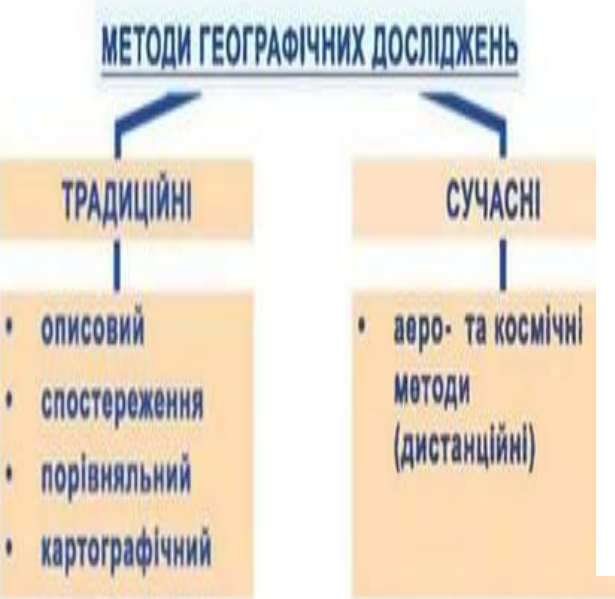 МЕТОДИ ГЕОГРАФІЧНИХ ДОСЛІДЖЕНЬ
ТРАДИЦІЙНІ
• описовий
• спостереження
• порівняльний
• картографічний
СУЧАСНІ
• аеро- та космічні
методи
(дистанційні)